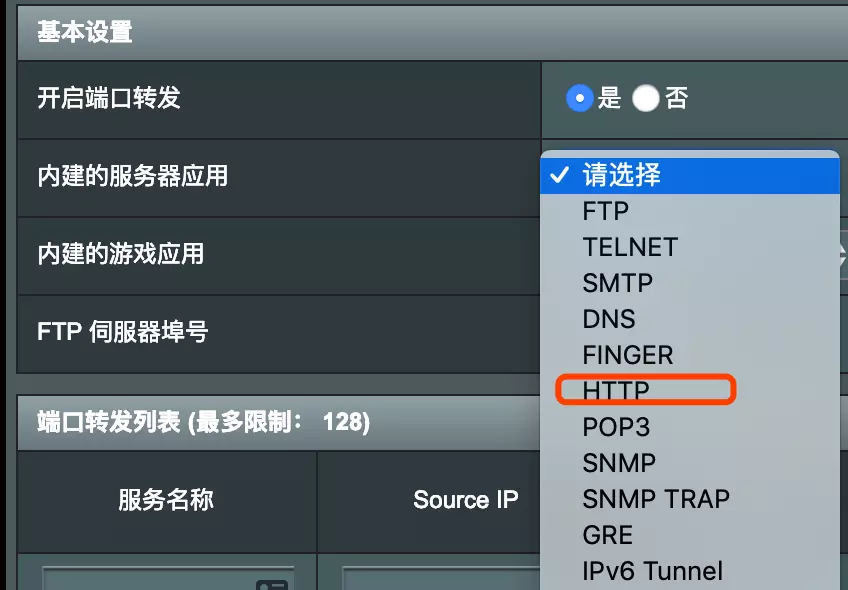 基本设置
开启端口转发
是 否
内建的服务器应用
请选择
FTP
TELNET
内建的游戏应用
SMTP
DNS
FTP 伺服器埠号
FINGER
HTTP
端口转发列表 (最多限制： 128)
POP3
SNMP
服务名称
Source IP
SNMP TRAP
GRE
IPv6 Tunnel